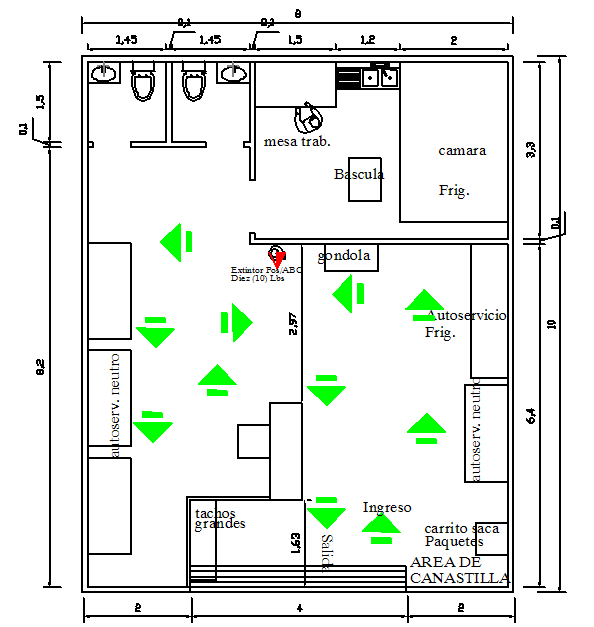 8
0,1
0,1
1,45
1,45
1,5
1,2
2
1,5
0,1
mesa trab.
Bascula
camara
Frig.
3,3
0,1
gondola
Extintor Fos/ABC
Diez (10) Lbs
2,97
Autoservicio
Frig.
10
8,2
autoserv. neutro
autoserv. neutro
6,4
tachos
grandes
Ingreso
carrito saca
Paquetes
1,63
Salida
AREA DE
CANASTILLA
2
4
2